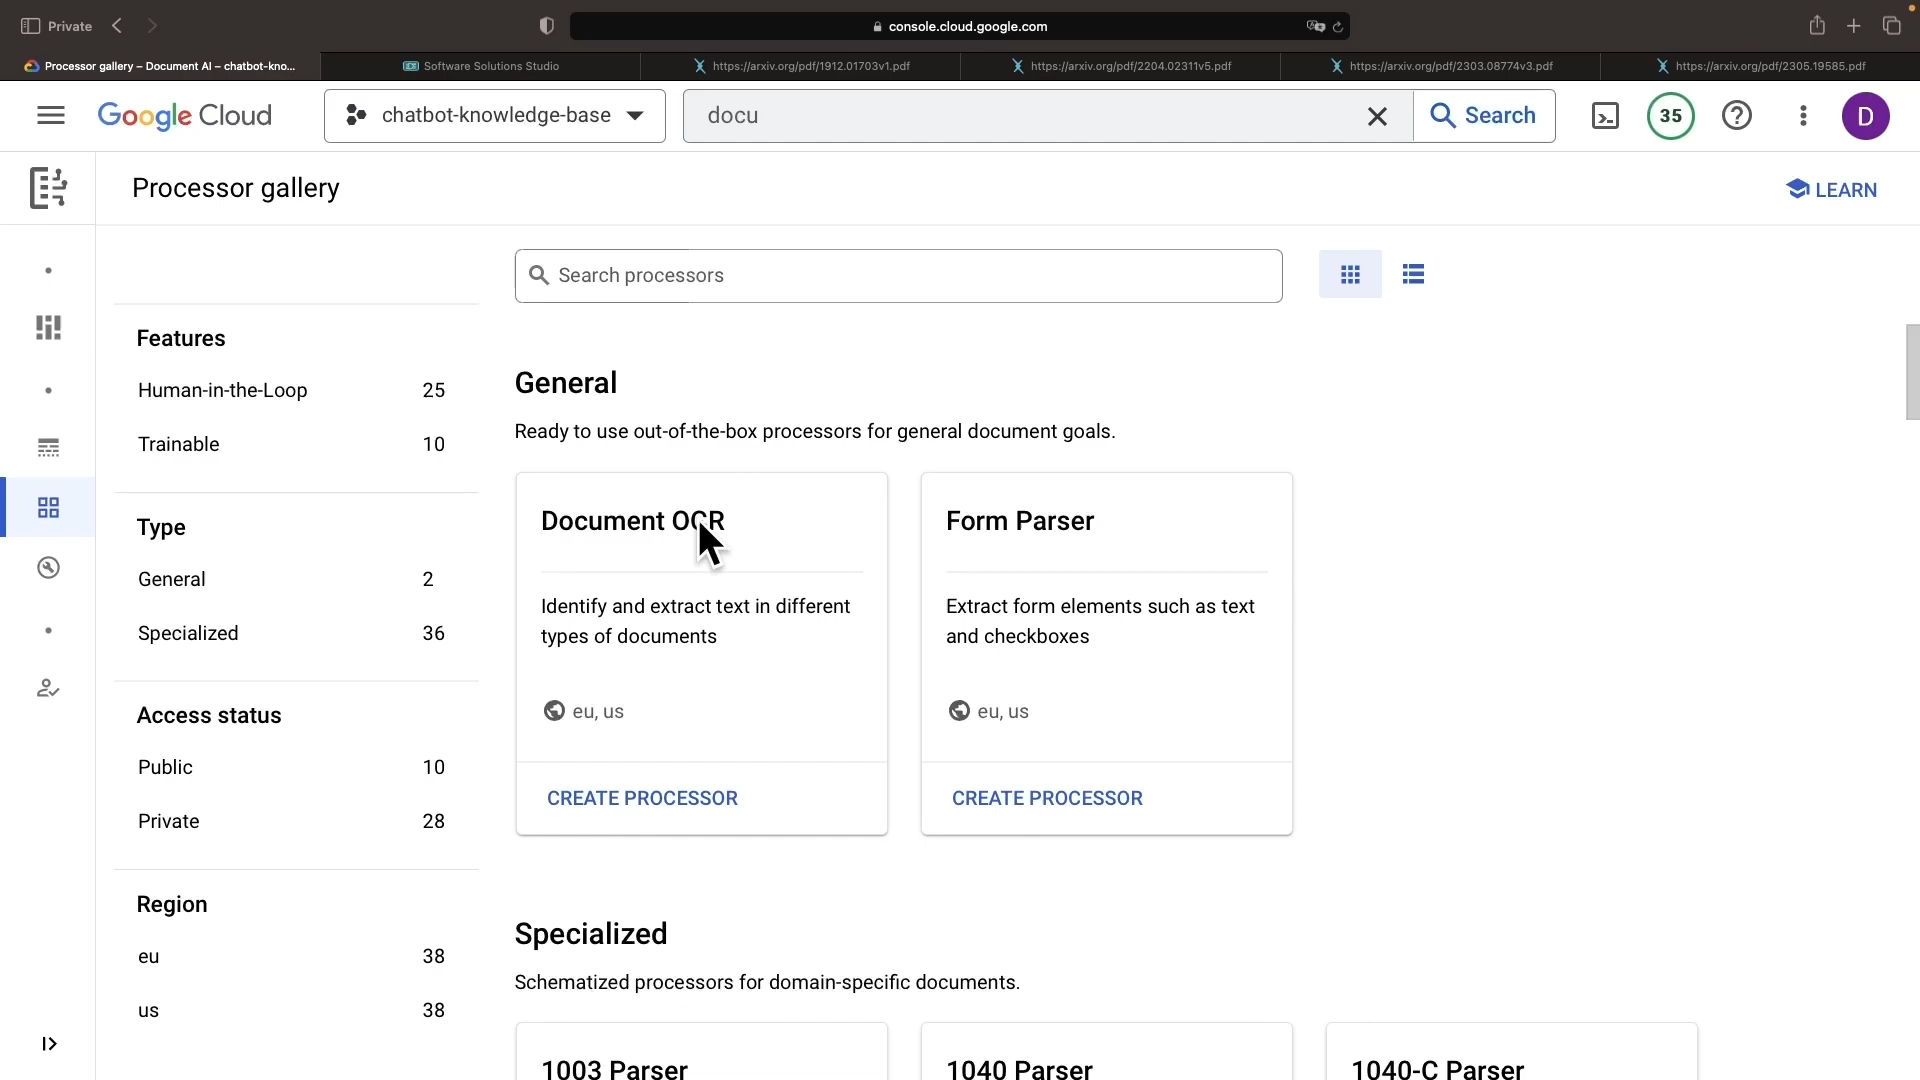 Private
console.cloud.google.com
Processor gallery – Document AI – chatbot-kno...
Software Solutions Studio
https://arxiv.org/pdf/1912.01703v1.pdf
https://arxiv.org/pdf/2204.02311v5.pdf
https://arxiv.org/pdf/2303.08774v3.pdf
https://arxiv.org/pdf/2305.19585.pdf
Google Cloud
chatbot-knowledge-base
docu
Search
35
D
Processor gallery
LEARN
Search processors
Features
Human-in-the-Loop 25
Trainable 10
Type
General 2
Specialized 36
Access status
Public 10
Private 28
Region
eu 38
us 38
General
Ready to use out-of-the-box processors for general document goals.
Document OCR
Identify and extract text in different
types of documents
eu, us
CREATE PROCESSOR
Form Parser
Extract form elements such as text
and checkboxes
eu, us
CREATE PROCESSOR
Specialized
Schematized processors for domain-specific documents.
1003 Parser
1040 Parser
1040-C Parser